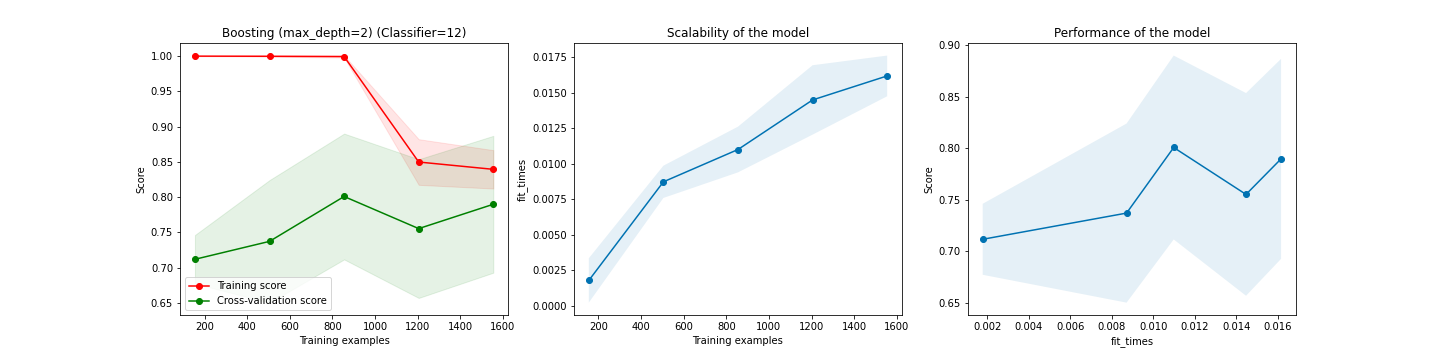 Boosting (max_depth=2) (Classifier=12)
1.00
0.95
0.90
0.85
0.80
0.75
0.70
0.65
Score
Training score
Cross-validation score
200 400 600 800 1000 1200 1400 1600
Training examples
Scalability of the model
0.0175
0.0150
0.0125
0.0100
0.0075
0.0050
0.0025
0.0000
fit_times
200 400 600 800 1000 1200 1400 1600
Training examples
Performance of the model
0.90
0.85
0.80
0.75
0.70
0.65
Score
0.002 0.004 0.006 0.008 0.010 0.012 0.014 0.016
fit_times